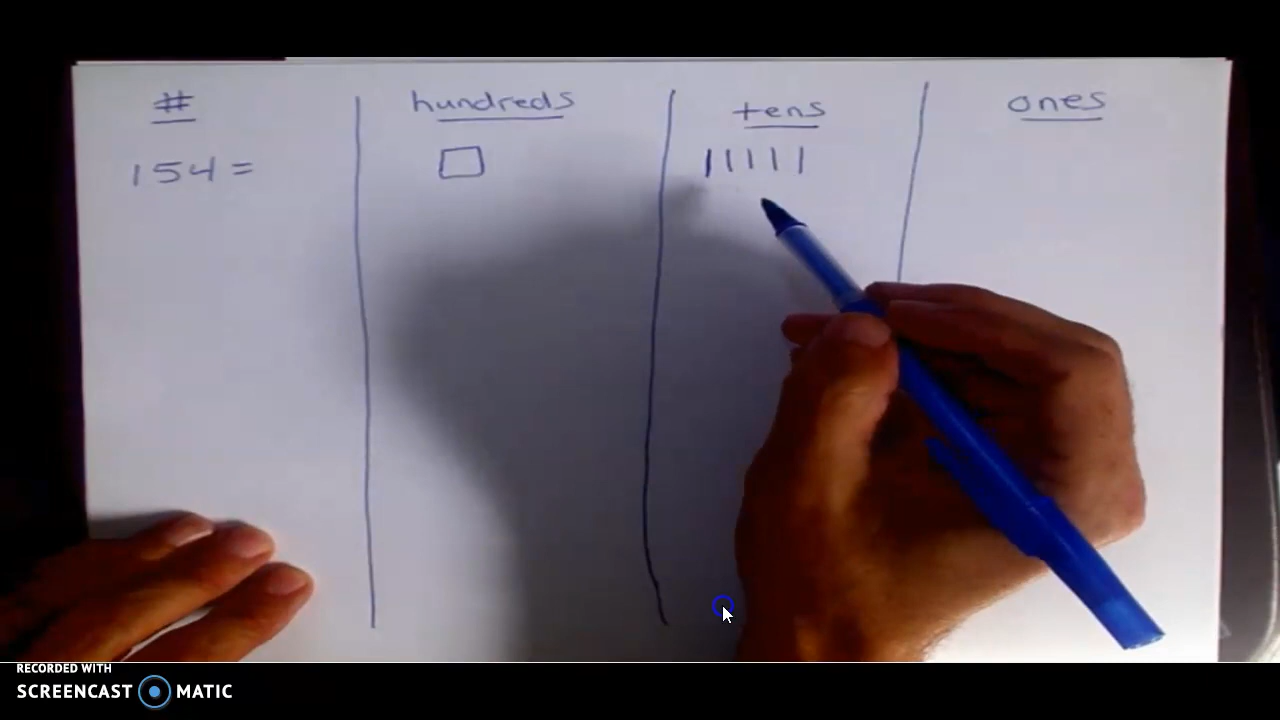 # hundreds tens ones
154 =
RECORDED WITH
SCREENCAST MATIC